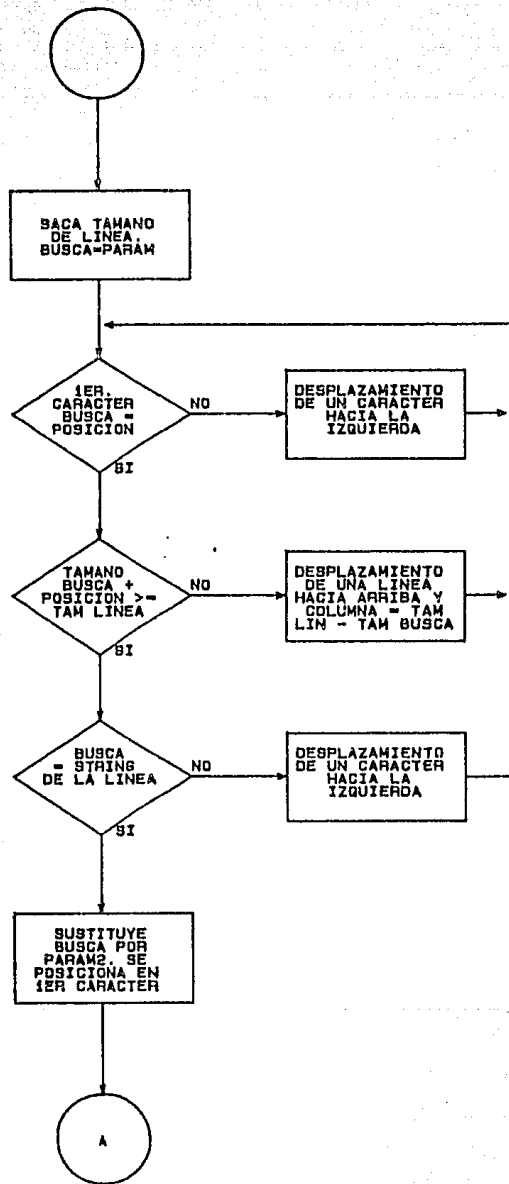 SACA TAMANO
DE LINEA.
BUSCA=PARAM
1ER.
CARACTER
BUSCA =
POSICION
NO
SI
DESPLAZAMIENTO
DE UN CARACTER
HACIA LA
IZQUIERDA
TAMANO
BUSCA +
POSICION >=
TAM LINEA
NO
SI
DESPLAZAMIENTO
DE UNA LINEA
HACIA ARRIBA Y
COLUMNA = TAM
LIN - TAM BUSCA
BUSCA
= STRING
DE LA LINEA
NO
SI
DESPLAZAMIENTO
DE UN CARACTER
HACIA LA
IZQUIERDA
SUSTITUYE
BUSCA POR
PARAM2. SE
POSICIONA EN
1ER CARACTER
A